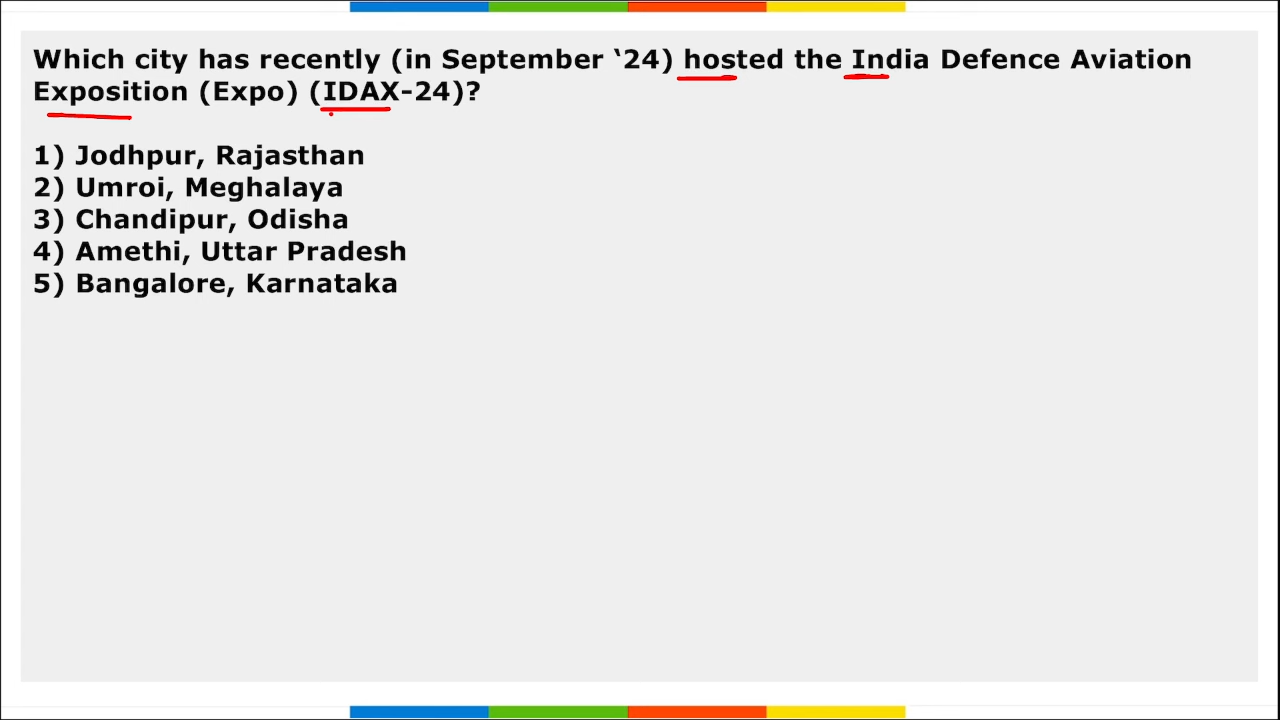 Which city has recently (in September ‘24) hosted the India Defence Aviation
Exposition (Expo) (IDAX-24)?
1) Jodhpur, Rajasthan
2) Umroi, Meghalaya
3) Chandipur, Odisha
4) Amethi, Uttar Pradesh
5) Bangalore, Karnataka